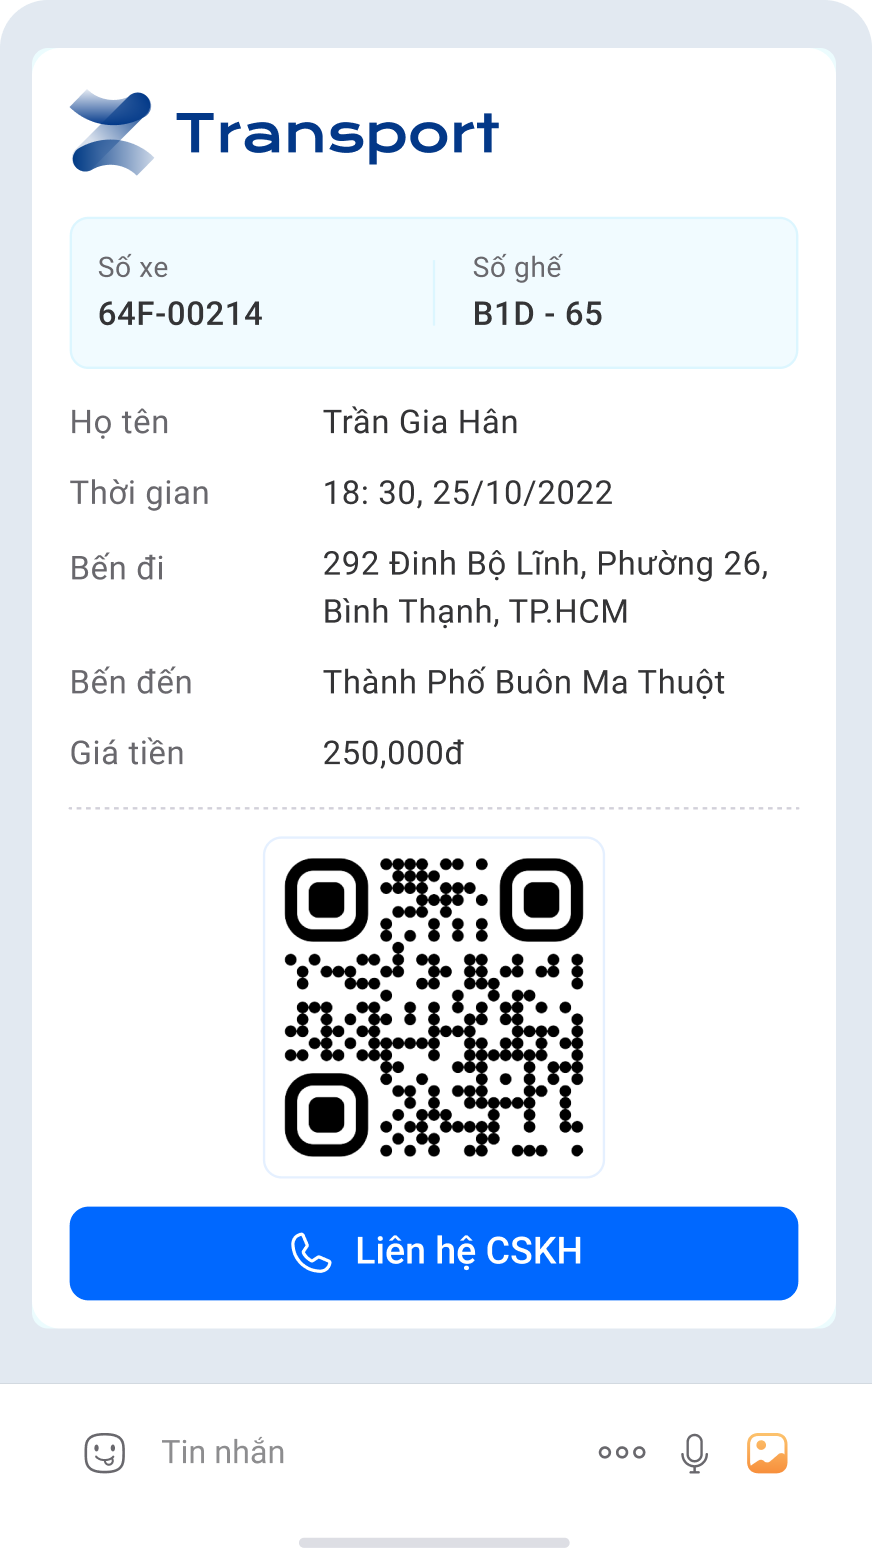 Transport
Số xe
64F-00214
Số ghế
B1D - 65
Họ tên
Trần Gia Hân
Thời gian
18: 30, 25/10/2022
Bến đi
292 Đinh Bộ Lĩnh, Phường 26,
Bình Thạnh, TP.HCM
Bến đến
Thành Phố Buôn Ma Thuột
Giá tiền
250,000đ
Liên hệ CSKH
Tin nhắn